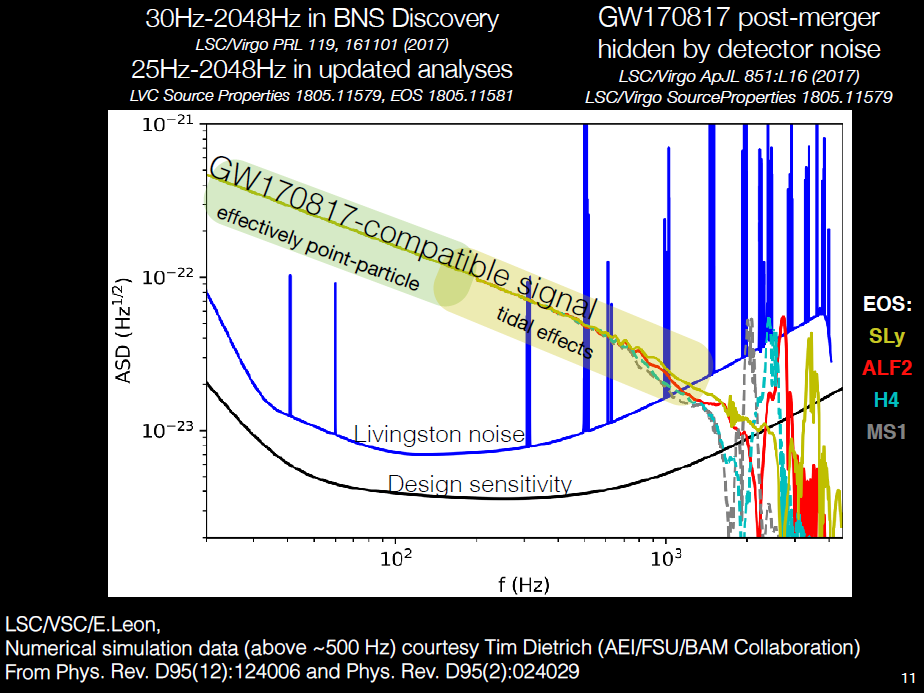 30Hz-2048Hz in BNS Discovery
LSC/Virgo PRL 119, 161101 (2017)
25Hz-2048Hz in updated analyses
LVC Source Properties 1805.11579, EOS 1805.11581
GW170817 post-merger
hidden by detector noise
LSC/Virgo ApJL 851:L16 (2017)
LSC/Virgo SourceProperties 1805.11579
10⁻²¹
10⁻²²
10⁻²³
ASD (Hz^1/2)
GW170817-compatible signal
effectively point-particle
tidal effects
Livingston noise
Design sensitivity
10²
10³
f (Hz)
EOS:
SLy
ALF2
H4
MS1
LSC/VSC/E.Leon,
Numerical simulation data (above ~500 Hz) courtesy Tim Dietrich (AEI/FSU/BAM Collaboration)
From Phys. Rev. D95(12):124006 and Phys. Rev. D95(2):024029
11